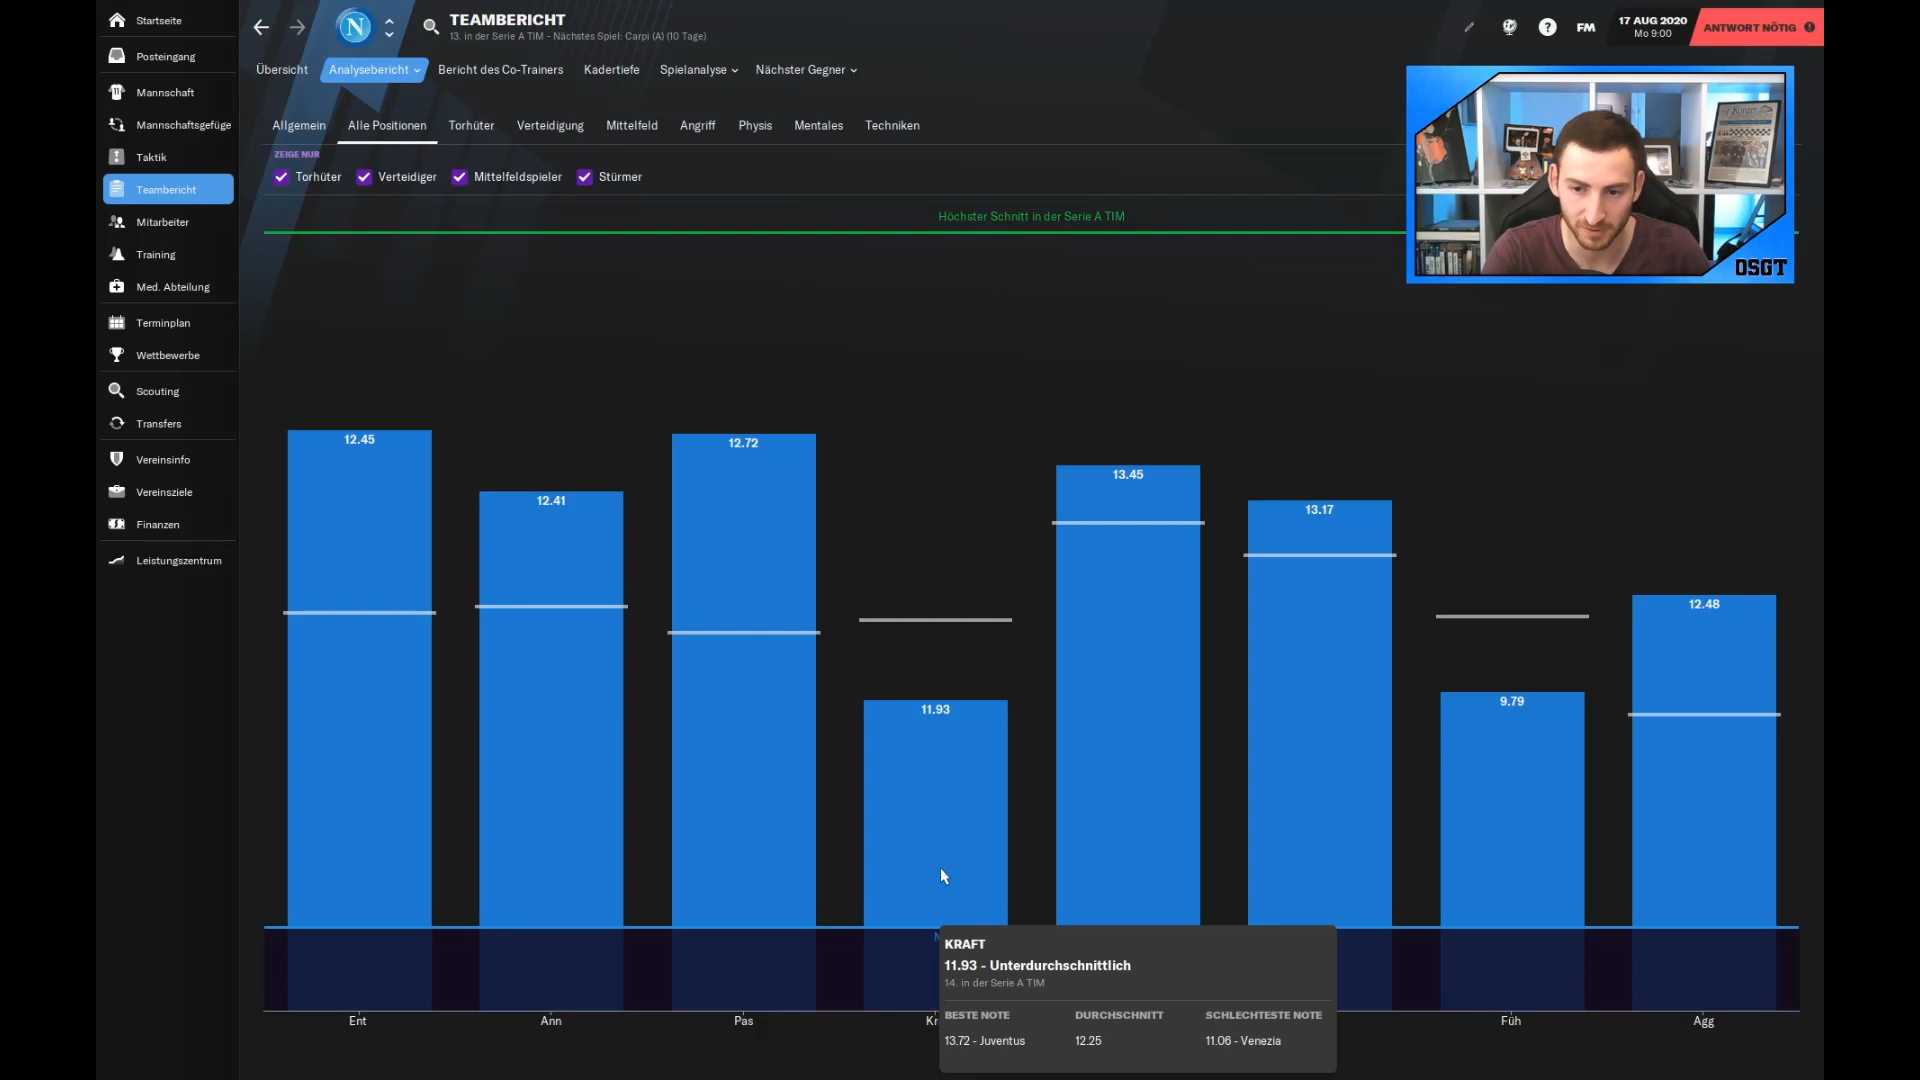 Startseite
Posteingang
Mannschaft
Mannschaftsgefüge
Taktik
Teambericht
Mitarbeiter
Training
Med. Abteilung
Terminplan
Wettbewerbe
Scouting
Transfers
Vereinsinfo
Vereinsziele
Finanzen
Leistungszentrum
N
TEAMBERICHT
13. in der Serie A TIM - Nächstes Spiel: Carpi (A) (10 Tage)
FM
17 AUG 2020
Mo 9:00
ANTWORT NÖTIG
Übersicht Analysebericht Bericht des Co-Trainers Kadertiefe Spielanalyse Nächster Gegner
Allgemein Alle Positionen Torhüter Verteidigung Mittelfeld Angriff Physis Mentales Techniken
ZEIGE NUR
Torhüter Verteidiger Mittelfeldspieler Stürmer
Höchster Schnitt in der Serie A TIM
OSGT
12.45 12.41 12.72 11.93 13.45 13.17 9.79 12.48
KRAFT
11.93 - Unterdurchschnittlich
14. in der Serie A TIM
BESTE NOTE DURCHSCHNITT SCHLECHTESTE NOTE
13.72 - Juventus 12.25 11.06 - Venezia
Ent Ann Pas Füh Agg